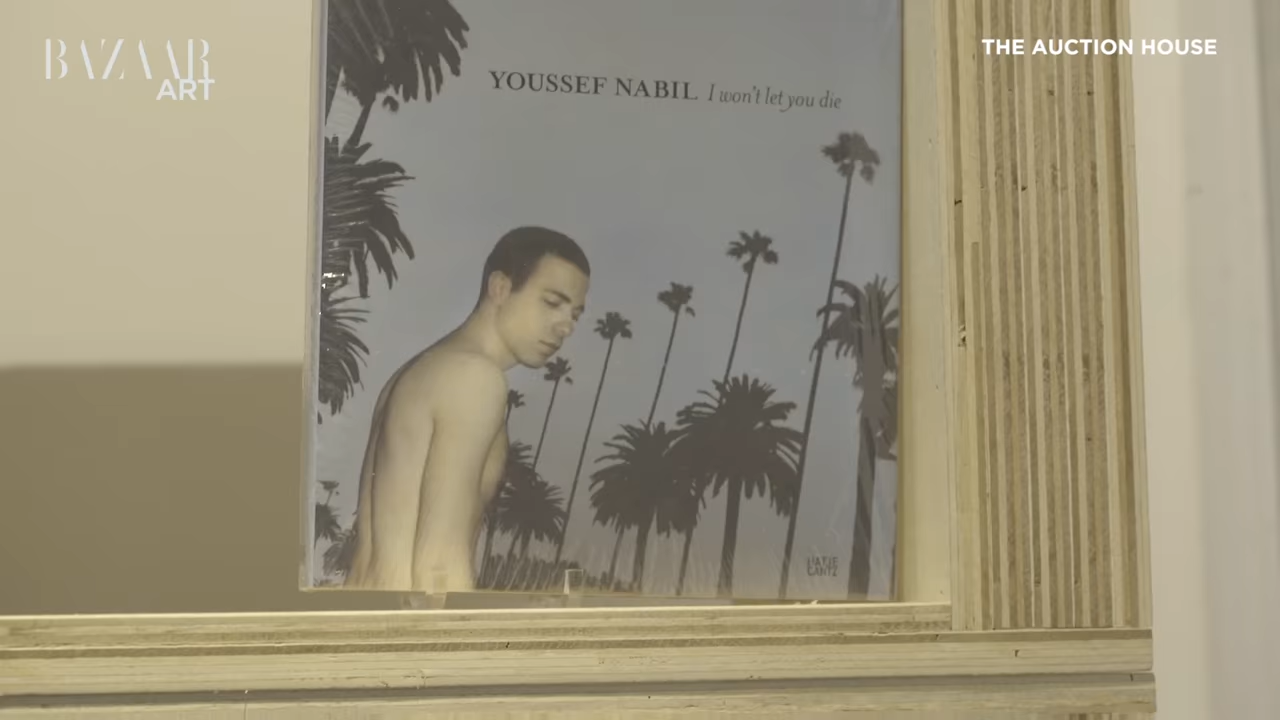 BAZAAR
ART
THE AUCTION HOUSE
YOUSSEF NABIL I won't let you die
HATJE
CANTZ